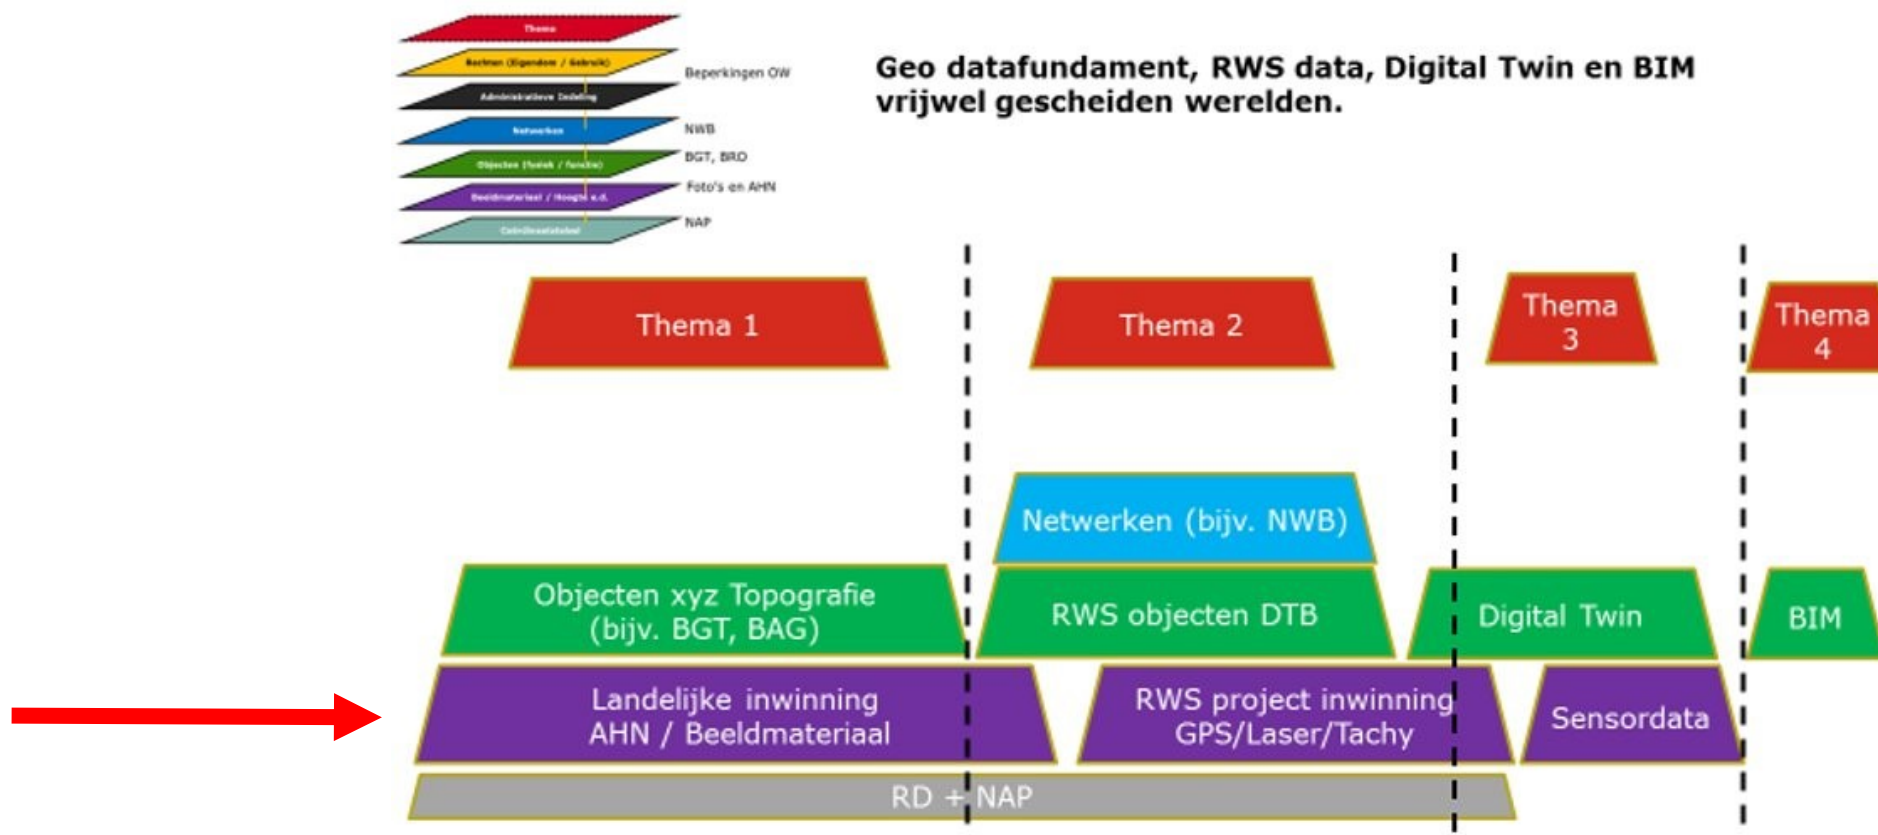 Thema
Rechten (Eigendom / Gebruik)
Beperkingen OW
Administratieve Indeling
Netwerken
NWB
Objecten (fysiek / functie)
BGT, BRO
Beeldmateriaal / Hoogte e.d.
Foto's en AHN
Coördinaatstelsel
NAP
Geo datafundament, RWS data, Digital Twin en BIM
vrijwel gescheiden werelden.
Thema 1
Thema 2
Thema
3
Thema
4
Netwerken (bijv. NWB)
Objecten xyz Topografie
(bijv. BGT, BAG)
RWS objecten DTB
Digital Twin
BIM
Landelijke inwinning
AHN / Beeldmateriaal
RWS project inwinning
GPS/Laser/Tachy
Sensordata
RD + NAP